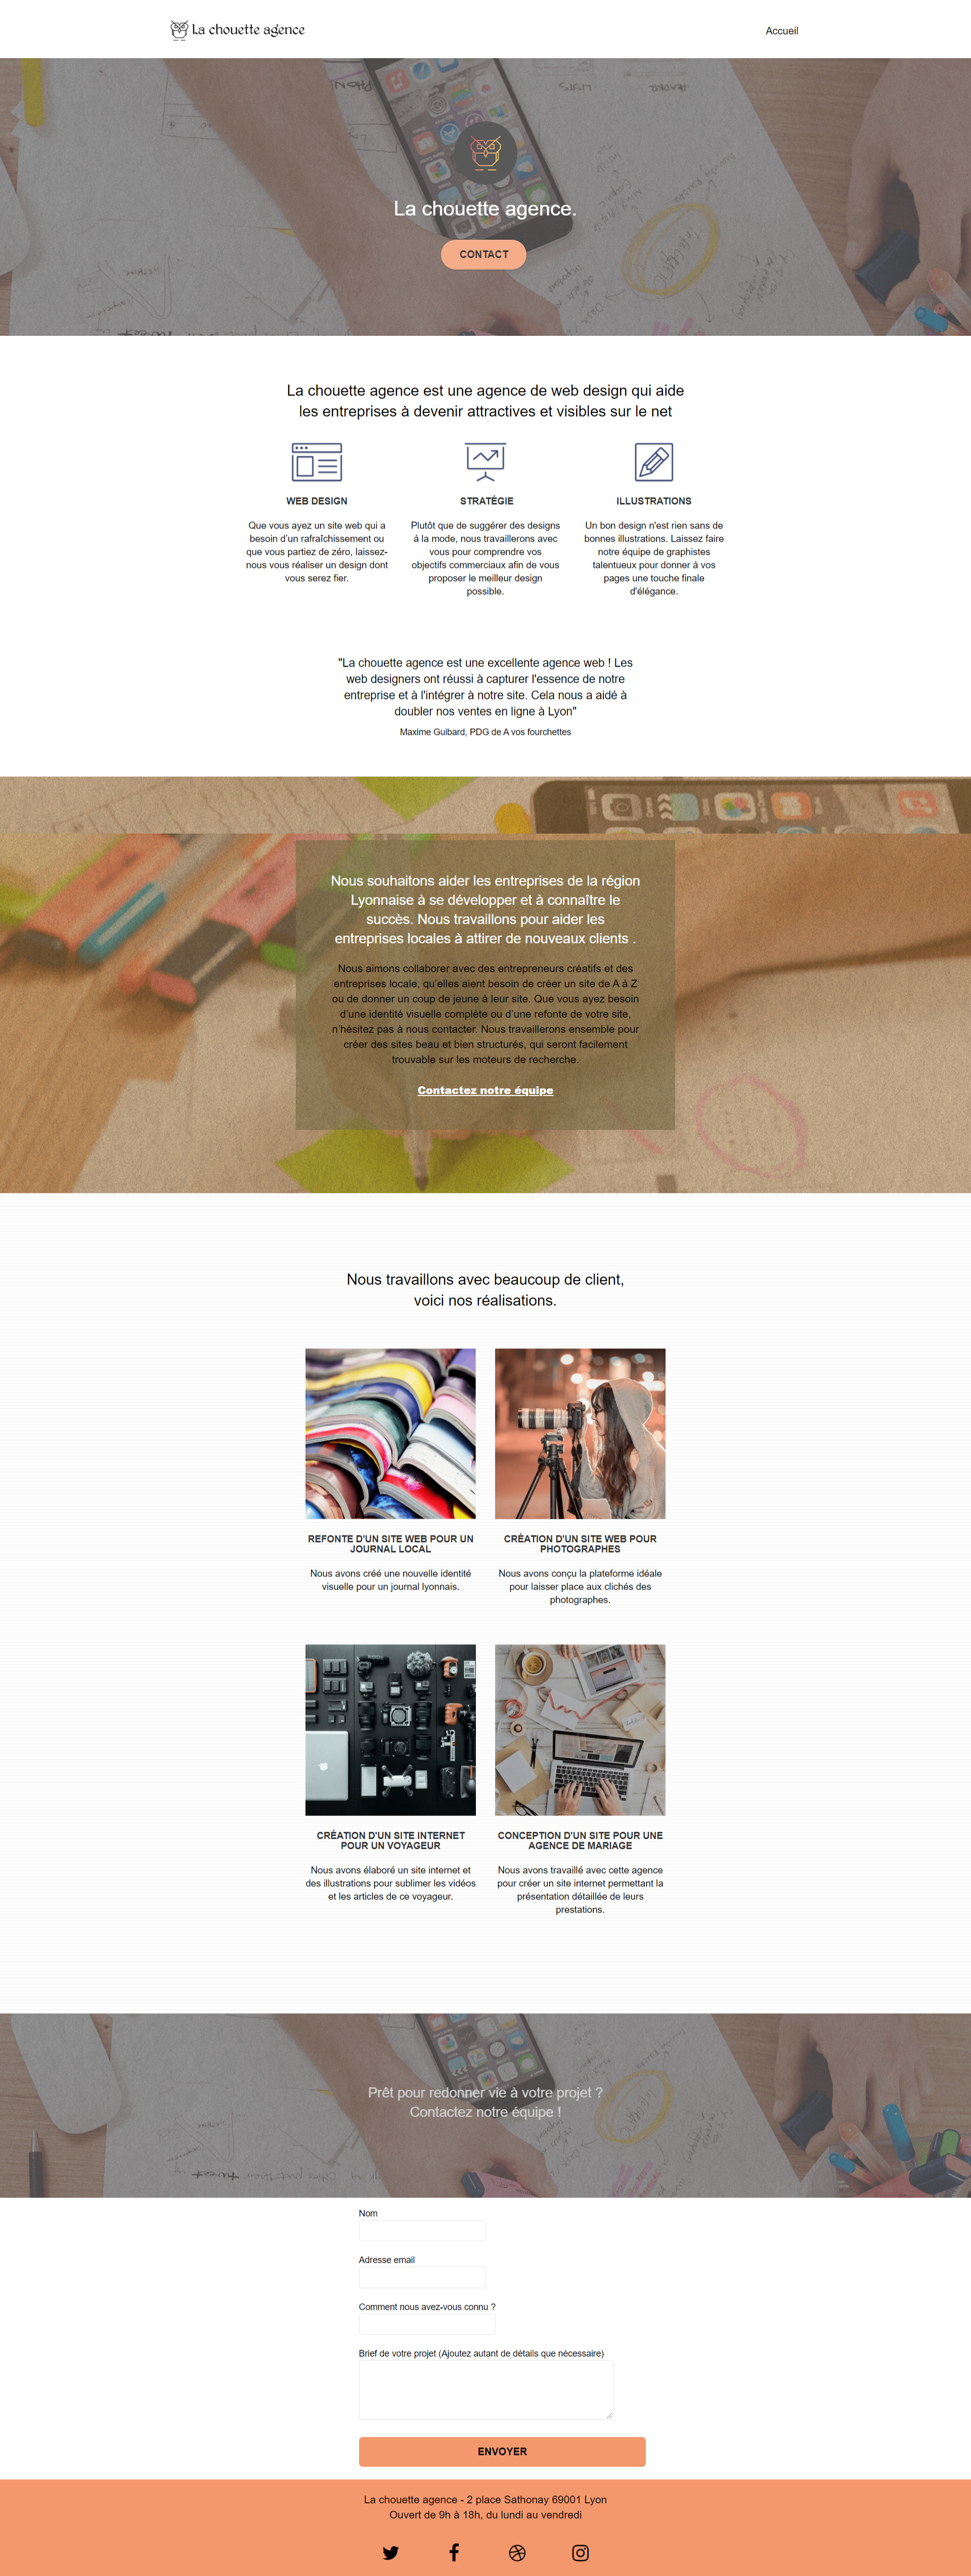 La chouette agence
Accueil
La chouette agence.
CONTACT
La chouette agence est une agence de web design qui aide
les entreprises à devenir attractives et visibles sur le net
WEB DESIGN
Que vous ayez un site web qui a
besoin d'un rafraîchissement ou
que vous partiez de zéro, laissez-
nous vous réaliser un design dont
vous serez fier.
STRATÉGIE
Plutôt que de suggérer des designs
à la mode, nous travaillerons avec
vous pour comprendre vos
objectifs commerciaux afin de vous
proposer le meilleur design
possible.
ILLUSTRATIONS
Un bon design n'est rien sans de
bonnes illustrations. Laissez faire
notre équipe de graphistes
talentueux pour donner à vos
pages une touche finale
d'élégance.
"La chouette agence est une excellente agence web ! Les
web designers ont réussi à capturer l'essence de notre
entreprise et à l'intégrer à notre site. Cela nous a aidé à
doubler nos ventes en ligne à Lyon"
Maxime Guibard, PDG de A vos fourchettes
Nous souhaitons aider les entreprises de la région
Lyonnaise à se développer et à connaître le
succès. Nous travaillons pour aider les
entreprises locales à attirer de nouveaux clients .
Nous aimons collaborer avec des entrepreneurs créatifs et des
entreprises locale, qu'elles aient besoin de créer un site de A à Z
ou de donner un coup de jeune à leur site. Que vous ayez besoin
d'une identité visuelle complète ou d'une refonte de votre site,
n'hésitez pas à nous contacter. Nous travaillerons ensemble pour
créer des sites beau et bien structurés, qui seront facilement
trouvable sur les moteurs de recherche.
Contactez notre équipe
Nous travaillons avec beaucoup de client,
voici nos réalisations.
REFONTE D'UN SITE WEB POUR UN
JOURNAL LOCAL
Nous avons créé une nouvelle identité
visuelle pour un journal lyonnais.
CRÉATION D'UN SITE WEB POUR
PHOTOGRAPHES
Nous avons conçu la plateforme idéale
pour laisser place aux clichés des
photographes.
CRÉATION D'UN SITE INTERNET
POUR UN VOYAGEUR
Nous avons élaboré un site internet et
des illustrations pour sublimer les vidéos
et les articles de ce voyageur.
CONCEPTION D'UN SITE POUR UNE
AGENCE DE MARIAGE
Nous avons travaillé avec cette agence
pour créer un site internet permettant la
présentation détaillée de leurs
prestations.
Prêt pour redonner vie à votre projet ?
Contactez notre équipe !
Nom
Adresse email
Comment nous avez-vous connu ?
Brief de votre projet (Ajoutez autant de détails que nécessaire)
ENVOYER
La chouette agence - 2 place Sathonay 69001 Lyon
Ouvert de 9h à 18h, du lundi au vendredi